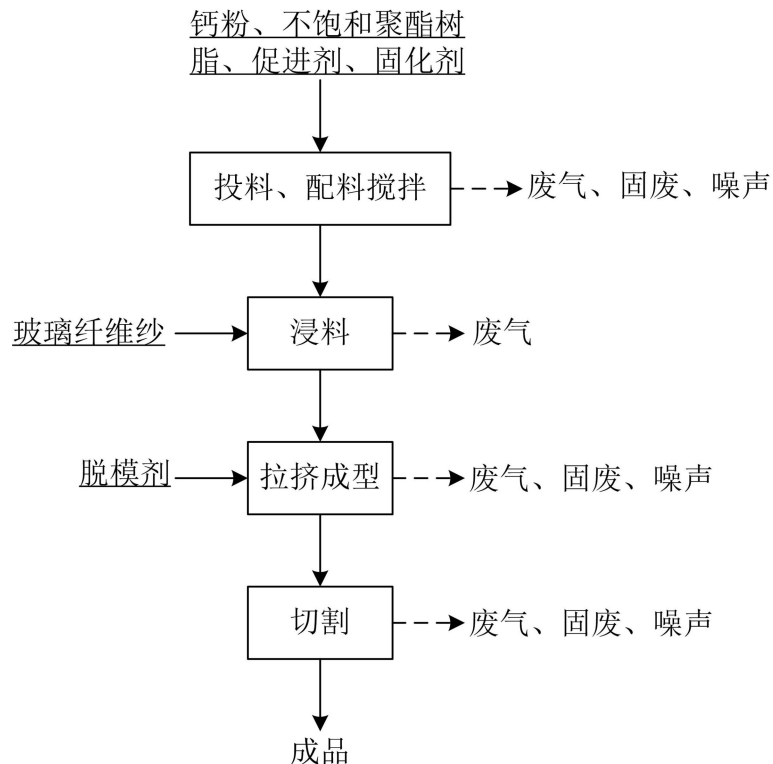 钙粉、不饱和聚酯树
脂、促进剂、固化剂
投料、配料搅拌
废气、固废、噪声
玻璃纤维纱
浸料
废气
脱模剂
拉挤成型
废气、固废、噪声
切割
废气、固废、噪声
成品